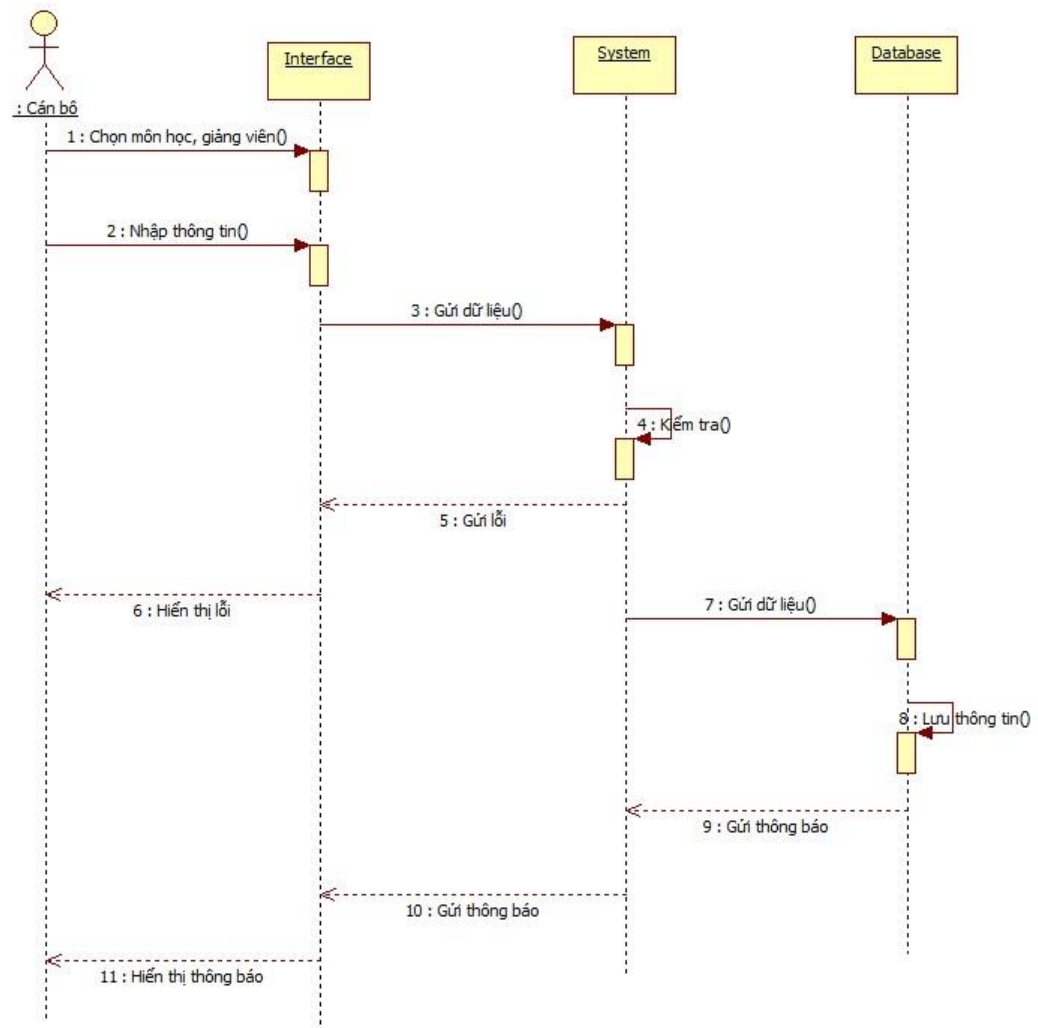 Interface
System
Database
: Cán bô
1 : Chọn môn học, giảng viên()
2 : Nhập thông tin()
3 : Gửi dữ liệu()
4 : Kiểm tra()
5 : Gửi lỗi
6 : Hiển thị lỗi
7 : Gửi dữ liệu()
8 : Lưu thông tin()
9 : Gửi thông báo
10 : Gửi thông báo
11 : Hiển thị thông báo